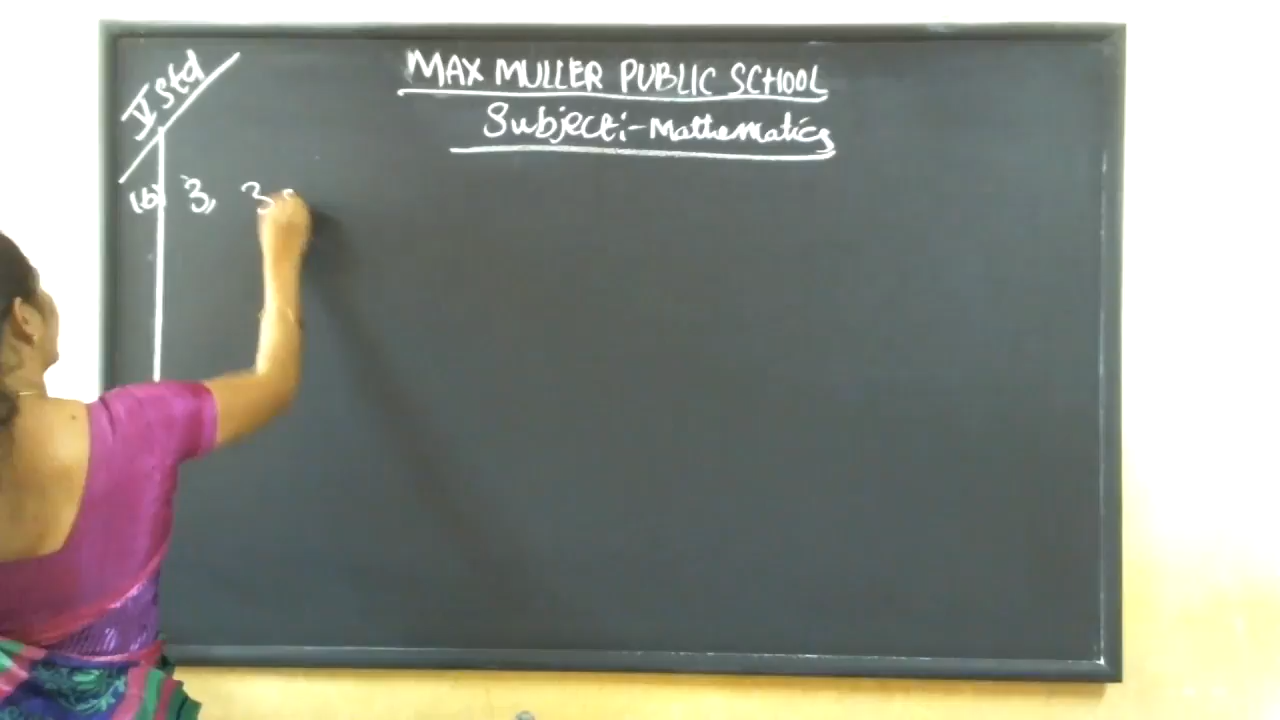 V Std
MAX MULLER PUBLIC SCHOOL
Subject:-Mathematics
(b) 3, 3